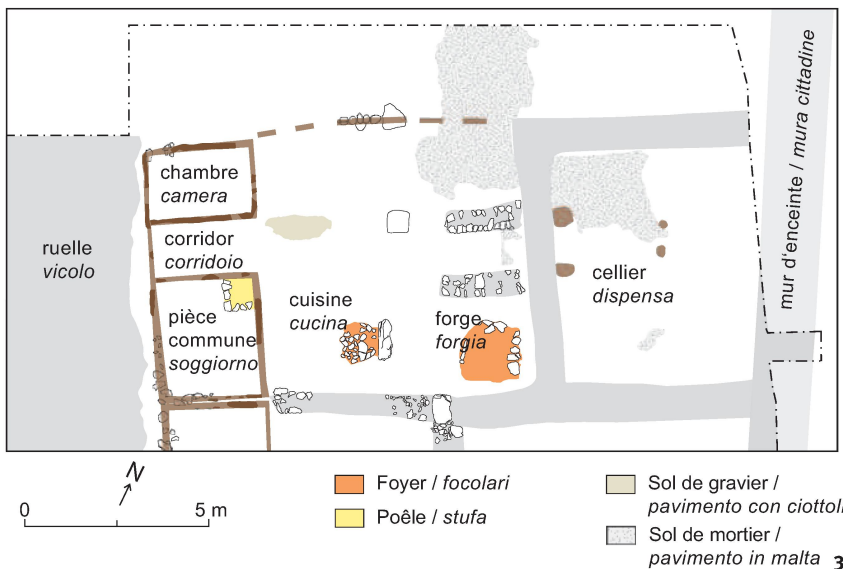 chambre
camera
ruelle
vicolo
corridor
corridoio
pièce
commune
soggiorno
cuisine
cucina
forge
forgia
cellier
dispensa
mur d'enceinte / mura cittadine
N
0 5 m
Foyer / focolari
Poêle / stufa
Sol de gravier /
pavimento con ciottoli
Sol de mortier /
pavimento in malta
3